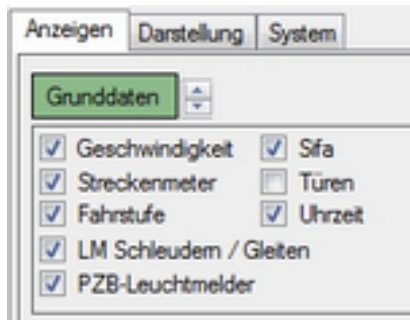 Anzeigen Darstellung System
Grunddaten
Geschwindigkeit Sifa
Streckenmeter Türen
Fahrstufe Uhrzeit
LM Schleudern / Gleiten
PZB-Leuchtmelder